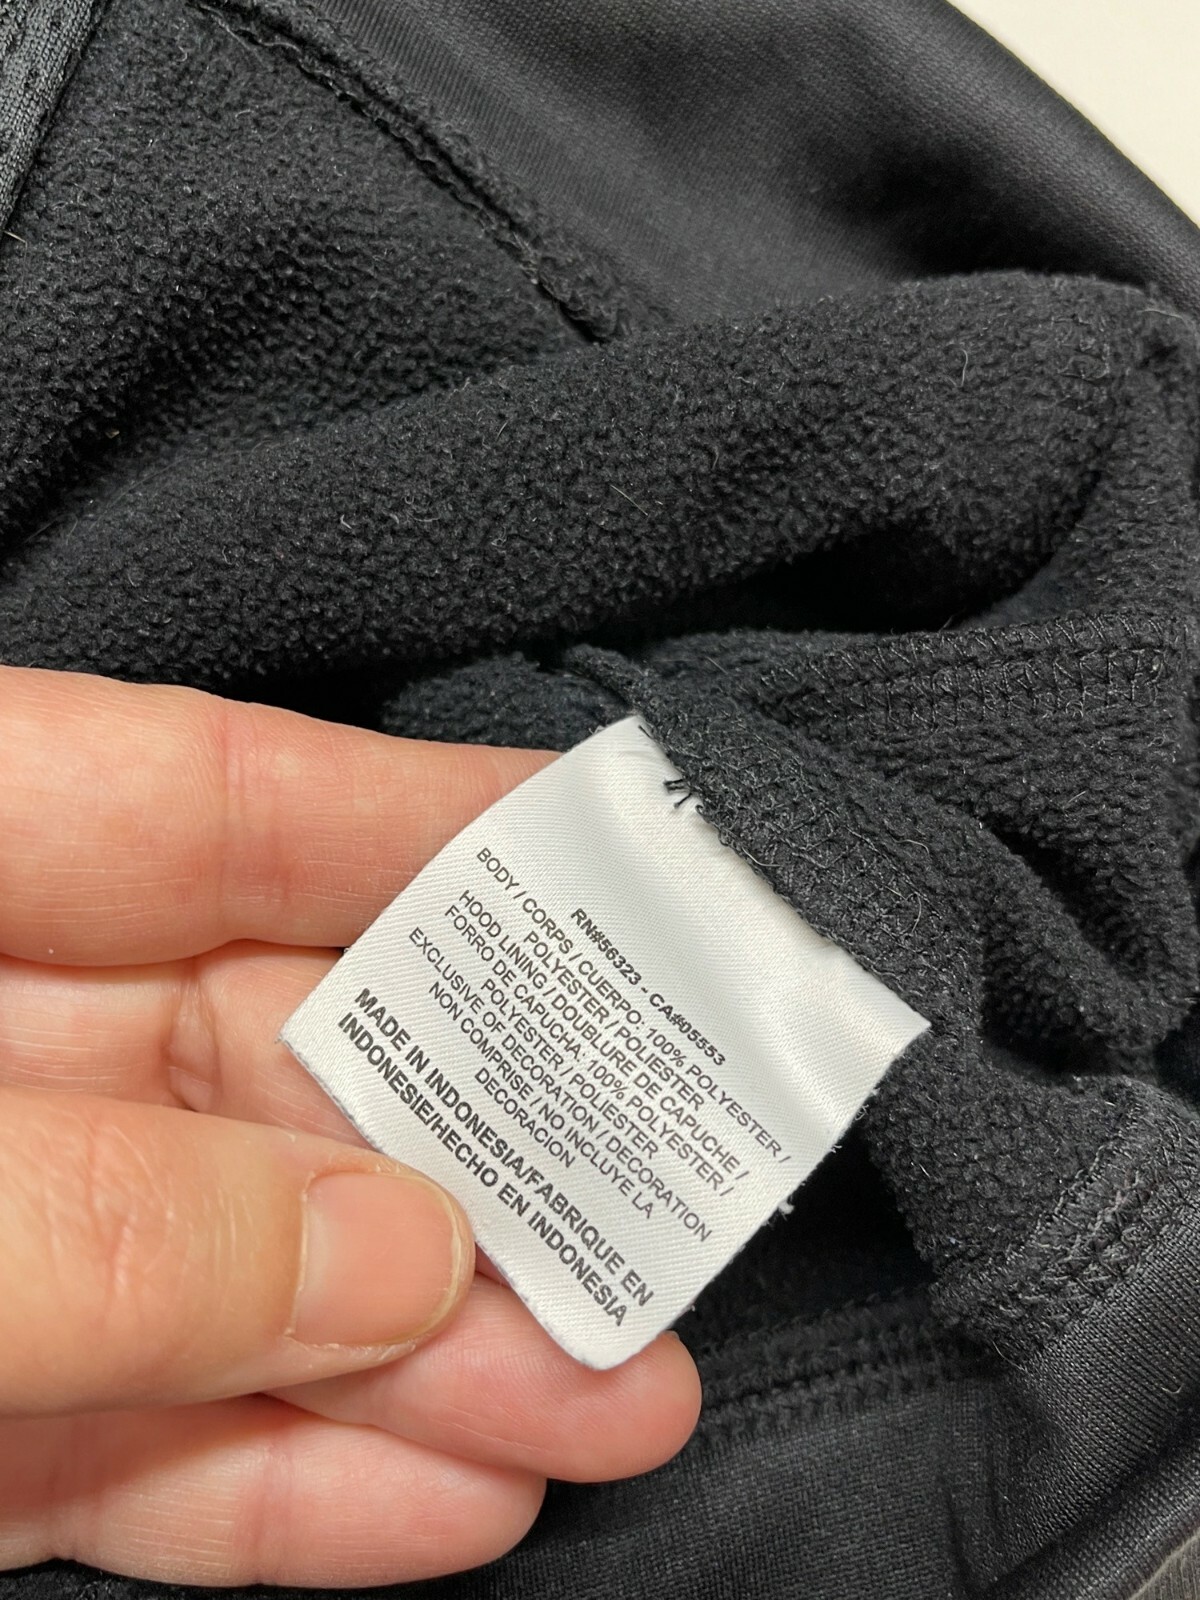 RN#56323 - CA#05553
BODY / CORPS / CUERPO: 100% POLYESTER /
POLYESTER / POLIESTER
HOOD LINING / DOUBLURE DE CAPUCHE /
FORRO DE CAPUCHA: 100% POLYESTER /
POLYESTER / POLIESTER
EXCLUSIVE OF DECORATION / DECORATION
NON COMPRISE / NO INCLUYE LA
DECORACION
MADE IN INDONESIA/FABRIQUE EN
INDONESIE/HECHO EN INDONESIA